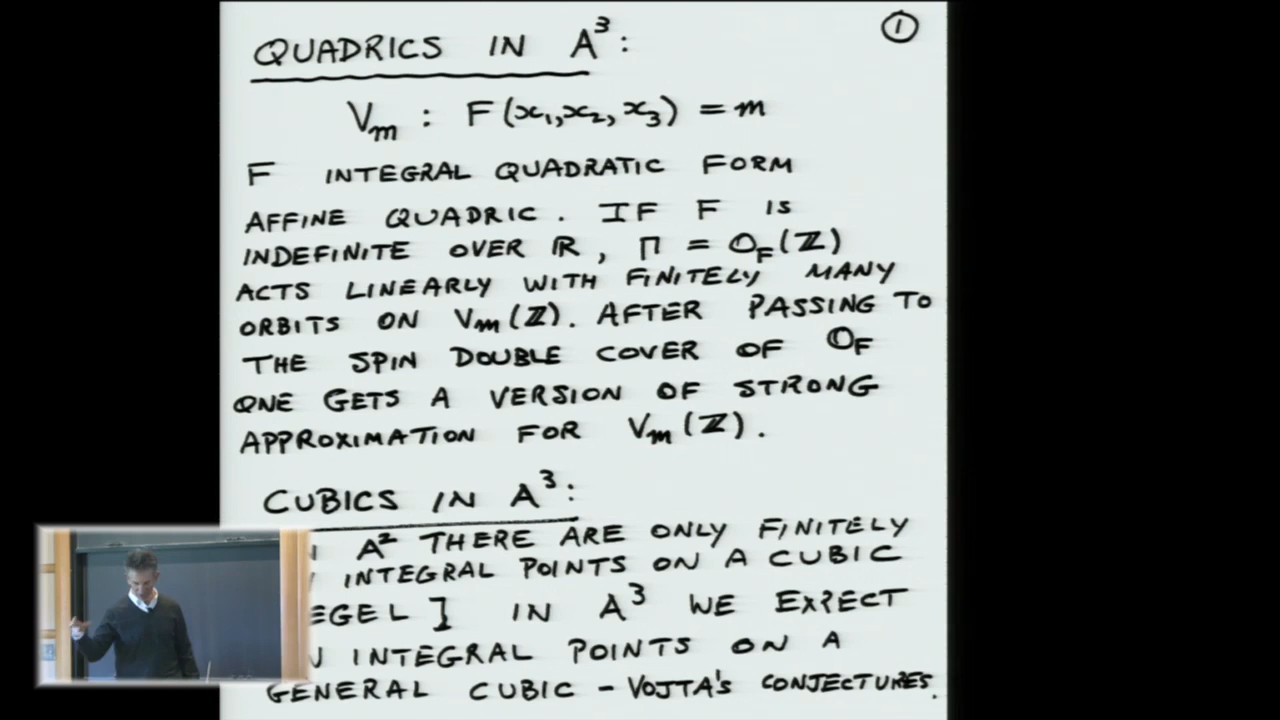 ①
QUADRICS IN A³:
Vₘ : F(x₁,x₂,x₃) = m
F INTEGRAL QUADRATIC FORM
AFFINE QUADRIC. IF F IS
INDEFINITE OVER ℝ, Γ = O_F(ℤ)
ACTS LINEARLY WITH FINITELY MANY
ORBITS ON Vₘ(ℤ). AFTER PASSING TO
THE SPIN DOUBLE COVER OF O_F
ONE GETS A VERSION OF STRONG
APPROXIMATION FOR Vₘ(ℤ).
CUBICS IN A³:
A² THERE ARE ONLY FINITELY
INTEGRAL POINTS ON A CUBIC
EGEL] IN A³ WE EXPECT
INTEGRAL POINTS ON A
GENERAL CUBIC - VOJTA'S CONJECTURES.